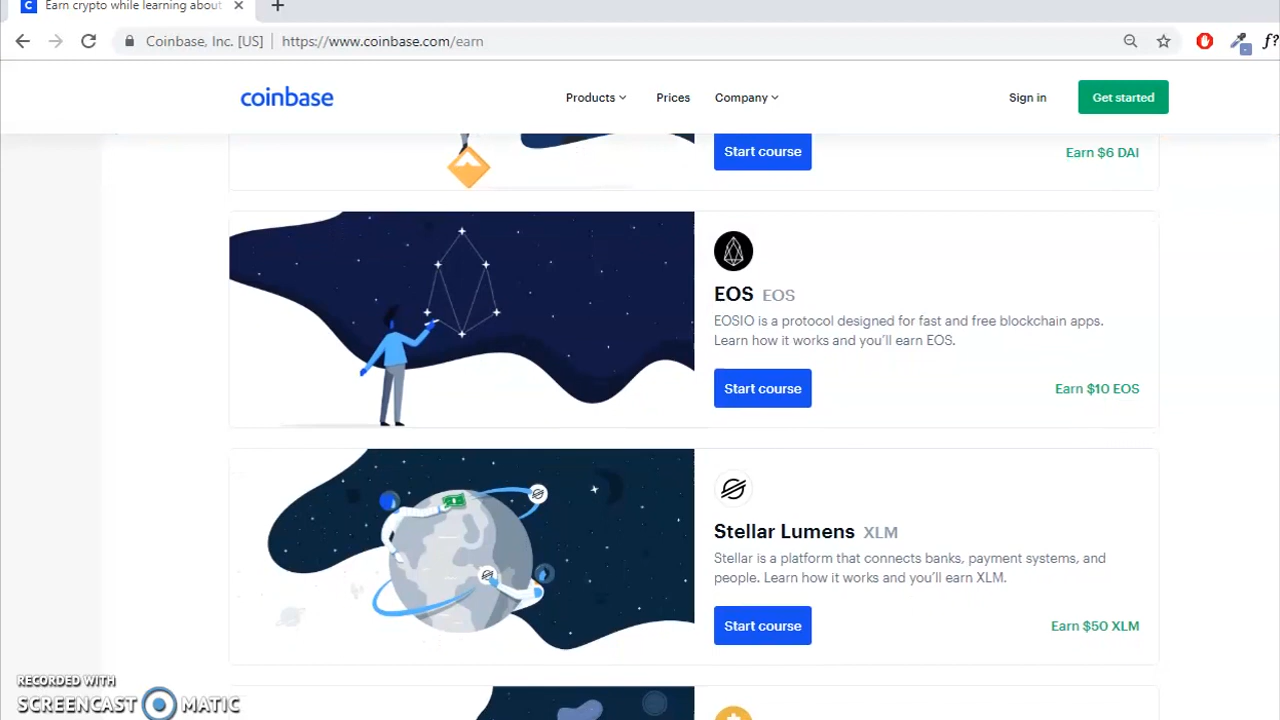 Earn crypto while learning about
Coinbase, Inc. [US] https://www.coinbase.com/earn
coinbase Products Prices Company Sign in Get started
Start course Earn $6 DAI
EOS EOS
EOSIO is a protocol designed for fast and free blockchain apps.
Learn how it works and you'll earn EOS.
Start course Earn $10 EOS
Stellar Lumens XLM
Stellar is a platform that connects banks, payment systems, and
people. Learn how it works and you'll earn XLM.
Start course Earn $50 XLM
RECORDED WITH
SCREENCAST MATIC